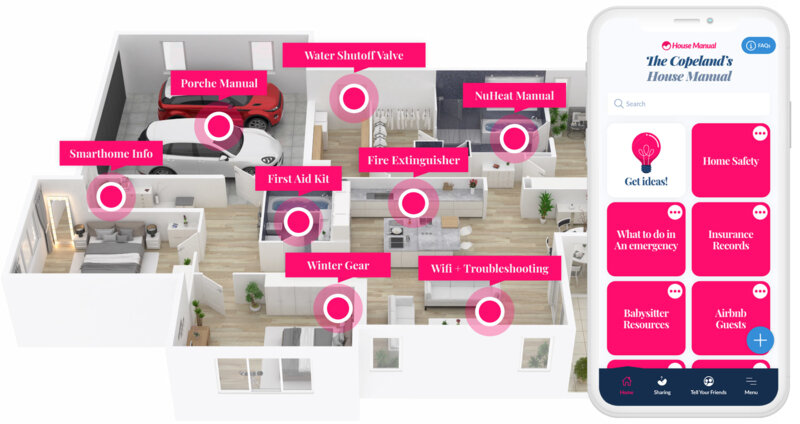 Water Shutoff Valve
Porche Manual
NuHeat Manual
Smarthome Info
Fire Extinguisher
First Aid Kit
Winter Gear
Wifi + Troubleshooting
House Manual
FAQs
The Copeland's
House Manual
Search
Get ideas!
Home Safety
What to do in
An emergency
Insurance
Records
Babysitter
Resources
Airbnb
Guests
Home
Sharing
Tell Your Friends
Menu